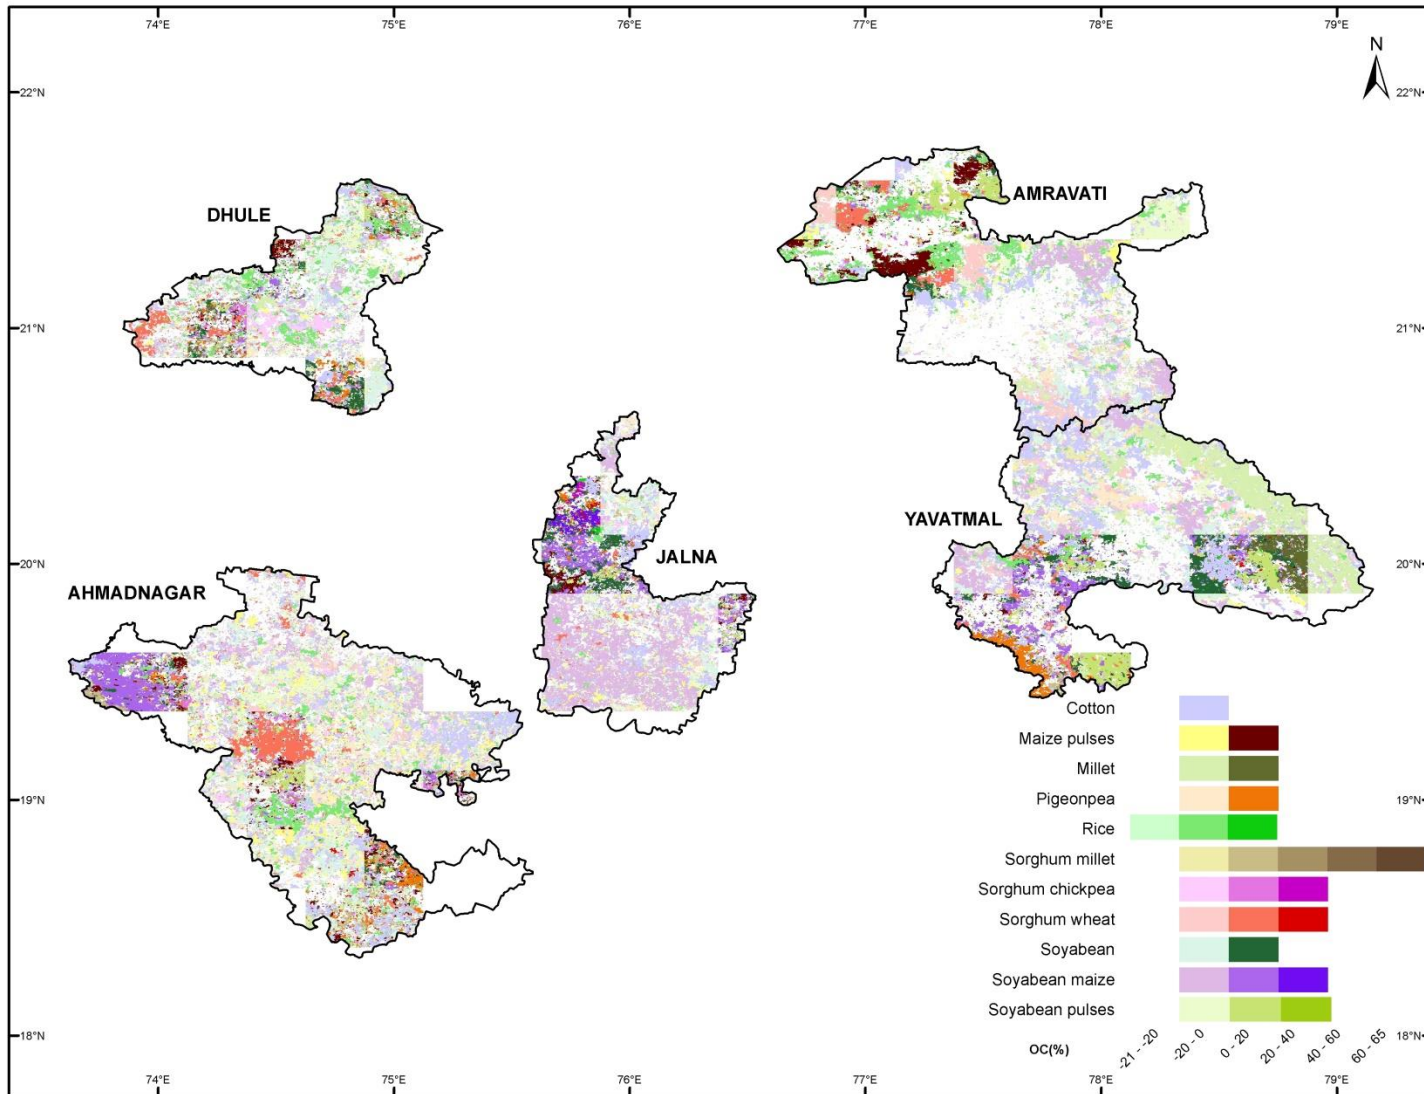 74°E 75°E 76°E 77°E 78°E 79°E
N
22°N 22°N
AMRAVATI
DHULE
21°N 21°N
YAVATMAL
JALNA
20°N 20°N
AHMADNAGAR
Cotton
Maize pulses
Millet
Pigeonpea
19°N 19°N
Rice
Sorghum millet
Sorghum chickpea
Sorghum wheat
Soyabean
Soyabean maize
Soyabean pulses
OC(%) -21 - -20 -20 - 0 0 - 20 20 - 40 40 - 60 60 - 65
18°N 18°N
74°E 75°E 76°E 77°E 78°E 79°E